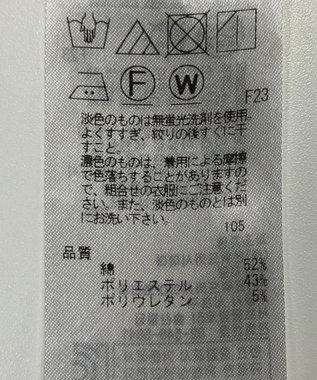 F W
F23
淡色のものは無蛍光洗剤を使用。
よくすすぎ、絞りの後すぐに干
すこと。
濃色のものは、着用による摩擦
で色落ちすることがありますの
で、組合せの衣服にご注意くだ
さい。また、淡色のものとは別
にお洗い下さい。
105
品質
綿 52%
ポリエステル 43%
ポリウレタン 5%